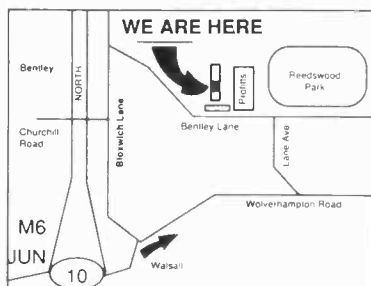 WE ARE HERE
Bentley
NORTH
Profitts
Reedswood
Park
Churchill
Road
Bloxwich Lane
Bentley Lane
Lane Ave
Wolverhampton Road
M6
JUN
10
Walsall